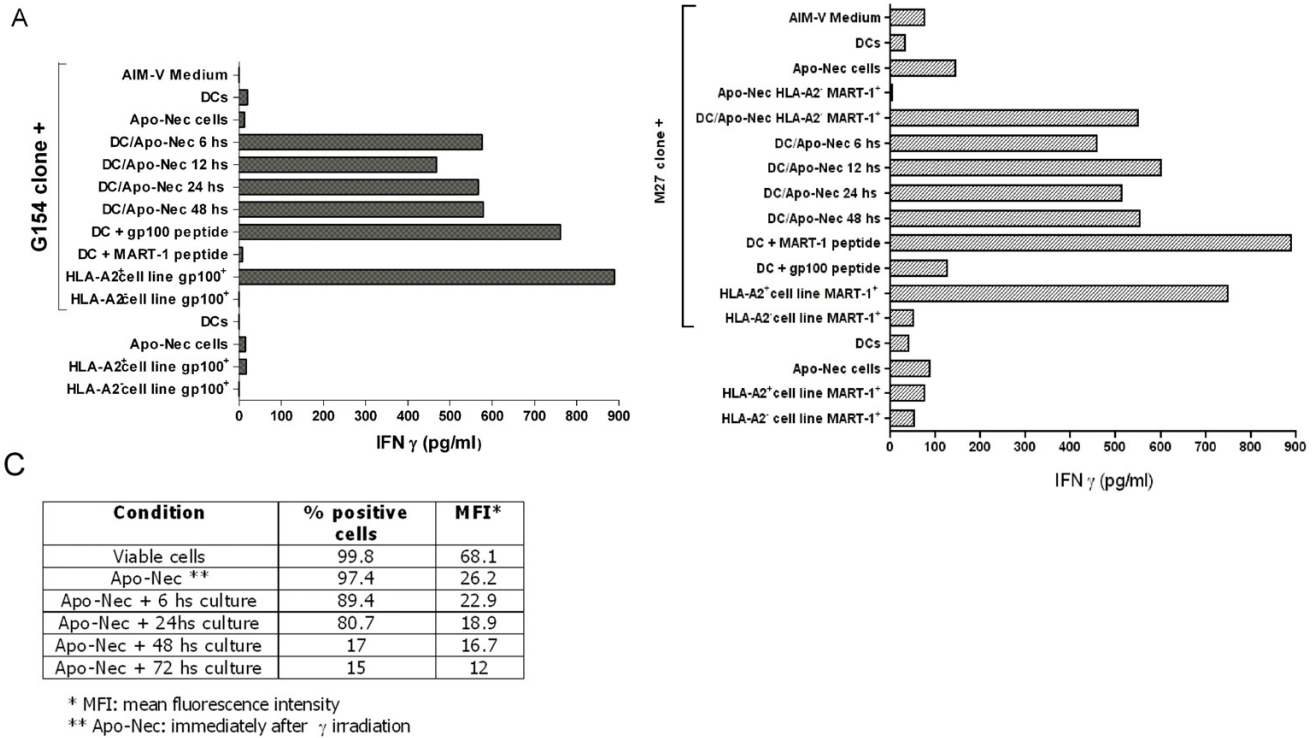 A
G154 clone +
AIM-V Medium
DCs
Apo-Nec cells
DC/Apo-Nec 6 hs
DC/Apo-Nec 12 hs
DC/Apo-Nec 24 hs
DC/Apo-Nec 48 hs
DC + gp100 peptide
DC + MART-1 peptide
HLA-A2+cell line gp100+
HLA-A2-cell line gp100+
DCs
Apo-Nec cells
HLA-A2+cell line gp100+
HLA-A2-cell line gp100+
0 100 200 300 400 500 600 700 800 900
IFN γ (pg/ml)
M27 clone +
AIM-V Medium
DCs
Apo-Nec cells
Apo-Nec HLA-A2- MART-1+
DC/Apo-Nec HLA-A2- MART-1+
DC/Apo-Nec 6 hs
DC/Apo-Nec 12 hs
DC/Apo-Nec 24 hs
DC/Apo-Nec 48 hs
DC + MART-1 peptide
DC + gp100 peptide
HLA-A2+cell line MART-1+
HLA-A2-cell line MART-1+
DCs
Apo-Nec cells
HLA-A2+cell line MART-1+
HLA-A2- cell line MART-1+
0 100 200 300 400 500 600 700 800 900
IFN γ (pg/ml)
C
Condition % positive cells MFI*
Viable cells 99.8 68.1
Apo-Nec ** 97.4 26.2
Apo-Nec + 6 hs culture 89.4 22.9
Apo-Nec + 24hs culture 80.7 18.9
Apo-Nec + 48 hs culture 17 16.7
Apo-Nec + 72 hs culture 15 12
* MFI: mean fluorescence intensity
** Apo-Nec: immediately after γ irradiation